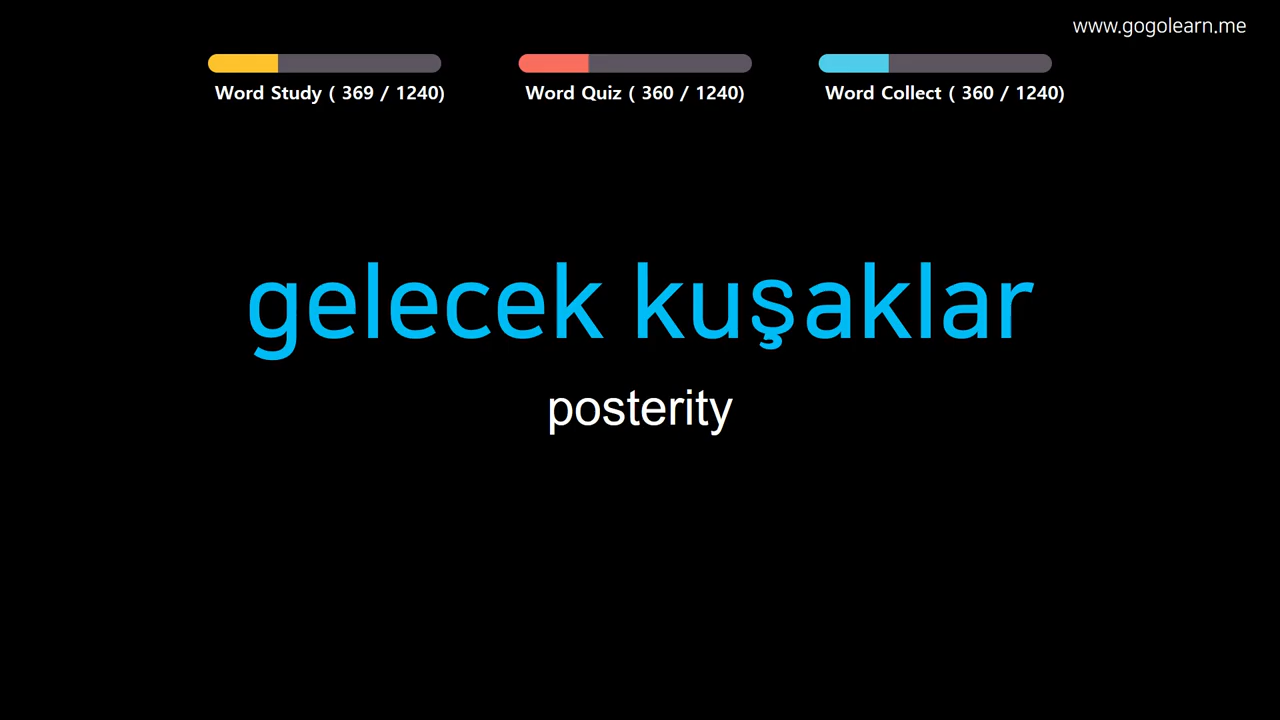 www.gogolearn.me
Word Study ( 369 / 1240)
Word Quiz ( 360 / 1240)
Word Collect ( 360 / 1240)
gelecek kuşaklar
posterity